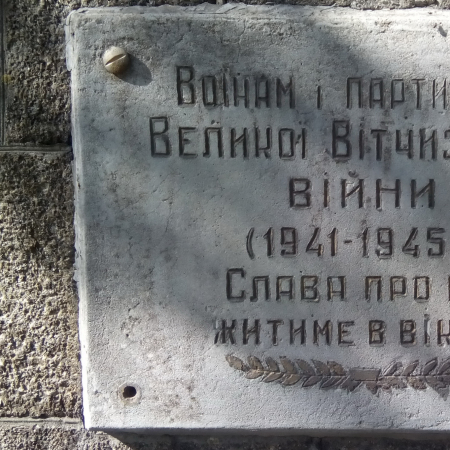 Воїнам і парти
Великої Вітчиз
війни
(1941-1945
Слава про
житиме в вік